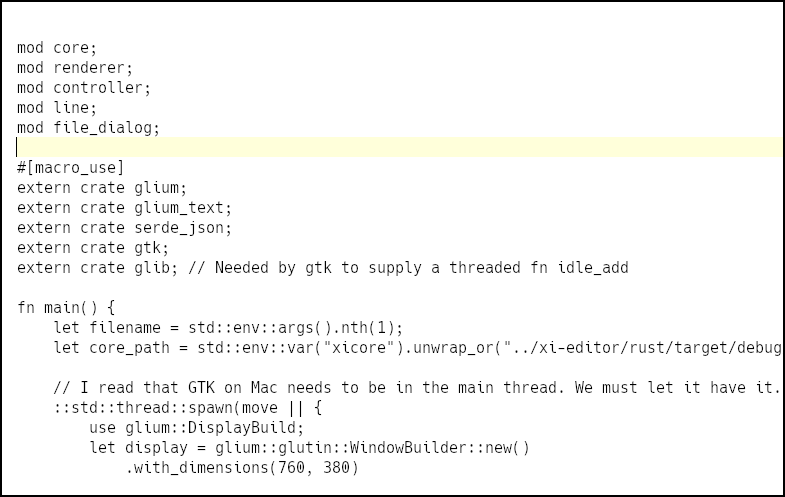 mod core;
mod renderer;
mod controller;
mod line;
mod file_dialog;
#[macro_use]
extern crate glium;
extern crate glium_text;
extern crate serde_json;
extern crate gtk;
extern crate glib; // Needed by gtk to supply a threaded fn idle_add
fn main() {
    let filename = std::env::args().nth(1);
    let core_path = std::env::var("xicore").unwrap_or("../xi-editor/rust/target/debug
    // I read that GTK on Mac needs to be in the main thread. We must let it have it.
    ::std::thread::spawn(move || {
        use glium::DisplayBuild;
        let display = glium::glutin::WindowBuilder::new()
            .with_dimensions(760, 380)